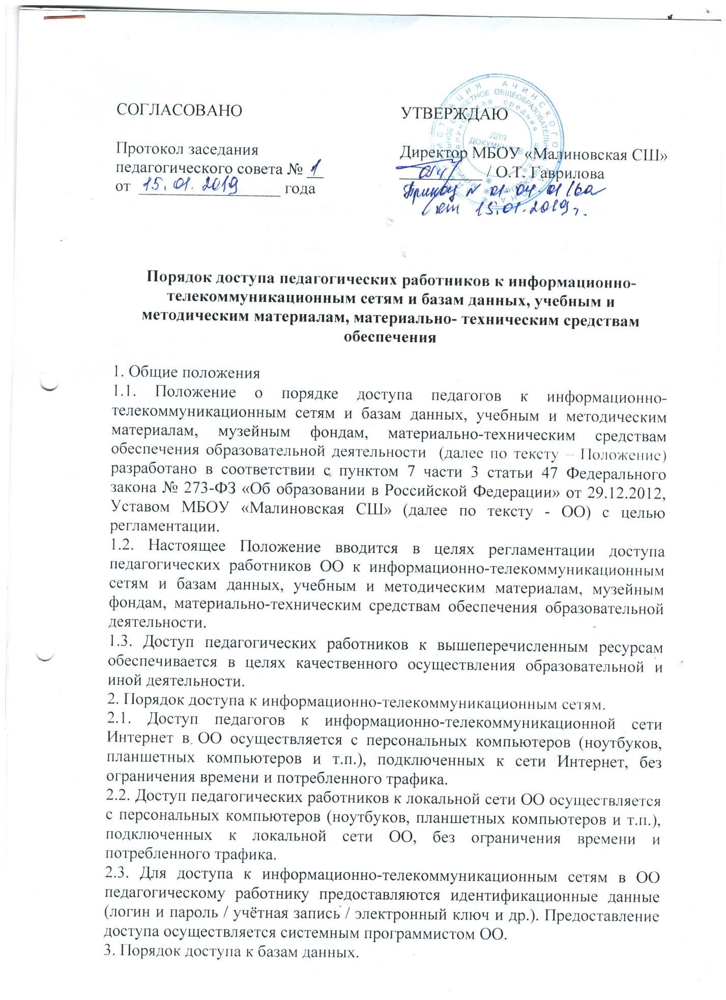 СОГЛАСОВАНО
Протокол заседания
педагогического совета № 1
от 15.01.2019 года
УТВЕРЖДАЮ
Директор МБОУ «Малиновская СШ»
/ О.Т. Гаврилова
Приказ N 01-04-01/6а
от 15.01.2019г.
АЧИНСКОГО
ОБЩЕОБРАЗОВАТЕЛЬНОЕ
средняя
ДЛЯ
ДОКУМЕНТОВ
Порядок доступа педагогических работников к информационно-
телекоммуникационным сетям и базам данных, учебным и
методическим материалам, материально- техническим средствам
обеспечения
1. Общие положения
1.1. Положение о порядке доступа педагогов к информационно-
телекоммуникационным сетям и базам данных, учебным и методическим
материалам, музейным фондам, материально-техническим средствам
обеспечения образовательной деятельности (далее по тексту – Положение)
разработано в соответствии с пунктом 7 части 3 статьи 47 Федерального
закона № 273-ФЗ «Об образовании в Российской Федерации» от 29.12.2012,
Уставом МБОУ «Малиновская СШ» (далее по тексту - ОО) с целью
регламентации.
1.2. Настоящее Положение вводится в целях регламентации доступа
педагогических работников ОО к информационно-телекоммуникационным
сетям и базам данных, учебным и методическим материалам, музейным
фондам, материально-техническим средствам обеспечения образовательной
деятельности.
1.3. Доступ педагогических работников к вышеперечисленным ресурсам
обеспечивается в целях качественного осуществления образовательной и
иной деятельности.
2. Порядок доступа к информационно-телекоммуникационным сетям.
2.1. Доступ педагогов к информационно-телекоммуникационной сети
Интернет в ОО осуществляется с персональных компьютеров (ноутбуков,
планшетных компьютеров и т.п.), подключенных к сети Интернет, без
ограничения времени и потребленного трафика.
2.2. Доступ педагогических работников к локальной сети ОО осуществляется
с персональных компьютеров (ноутбуков, планшетных компьютеров и т.п.),
подключенных к локальной сети ОО, без ограничения времени и
потребленного трафика.
2.3. Для доступа к информационно-телекоммуникационным сетям в ОО
педагогическому работнику предоставляются идентификационные данные
(логин и пароль / учётная запись / электронный ключ и др.). Предоставление
доступа осуществляется системным программистом ОО.
3. Порядок доступа к базам данных.